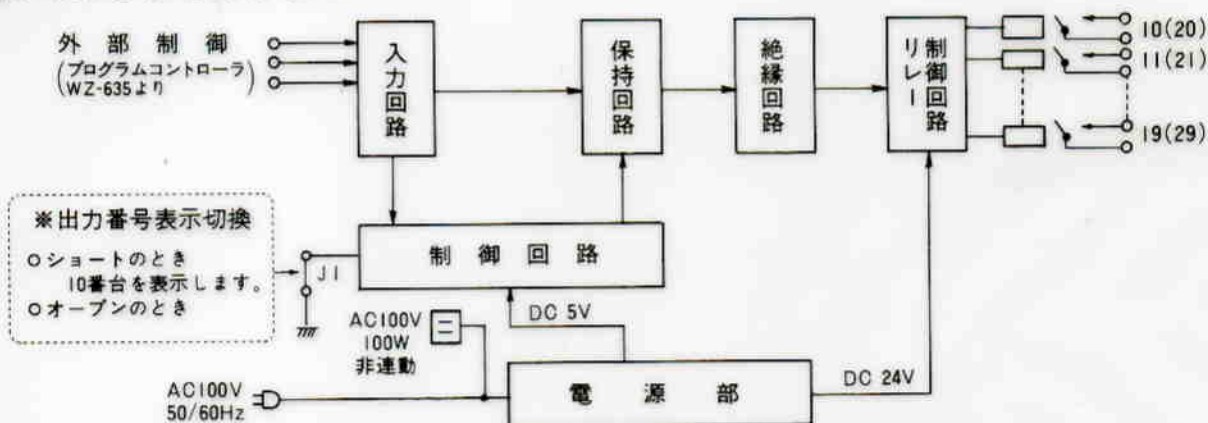 外部制御
(プログラムコントローラ
WZ-635より)
入力回路
保持回路
絶縁回路
リレー
制御回路
10(20)
11(21)
19(29)
※出力番号表示切換
○ショートのとき
10番台を表示します。
○オープンのとき
J1
制御回路
AC100V
100W
非連動
DC 5V
AC100V
50/60Hz
電源部
DC 24V